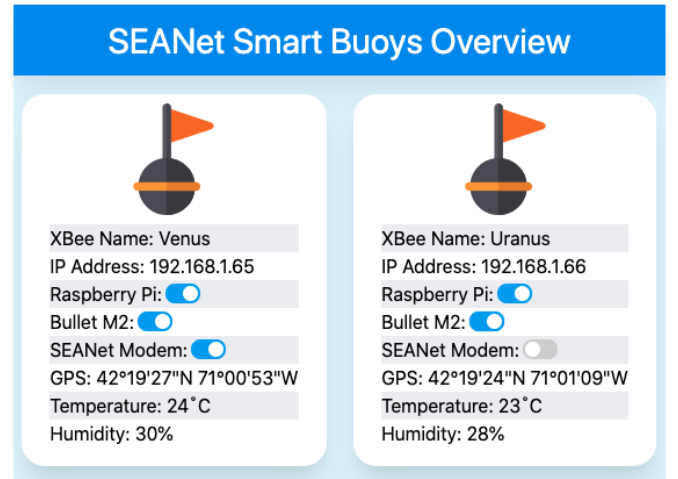 SEANet Smart Buoys Overview
XBee Name: Venus
IP Address: 192.168.1.65
Raspberry Pi:
Bullet M2:
SEANet Modem:
GPS: 42°19'27"N 71°00'53"W
Temperature: 24˚C
Humidity: 30%
XBee Name: Uranus
IP Address: 192.168.1.66
Raspberry Pi:
Bullet M2:
SEANet Modem:
GPS: 42°19'24"N 71°01'09"W
Temperature: 23˚C
Humidity: 28%